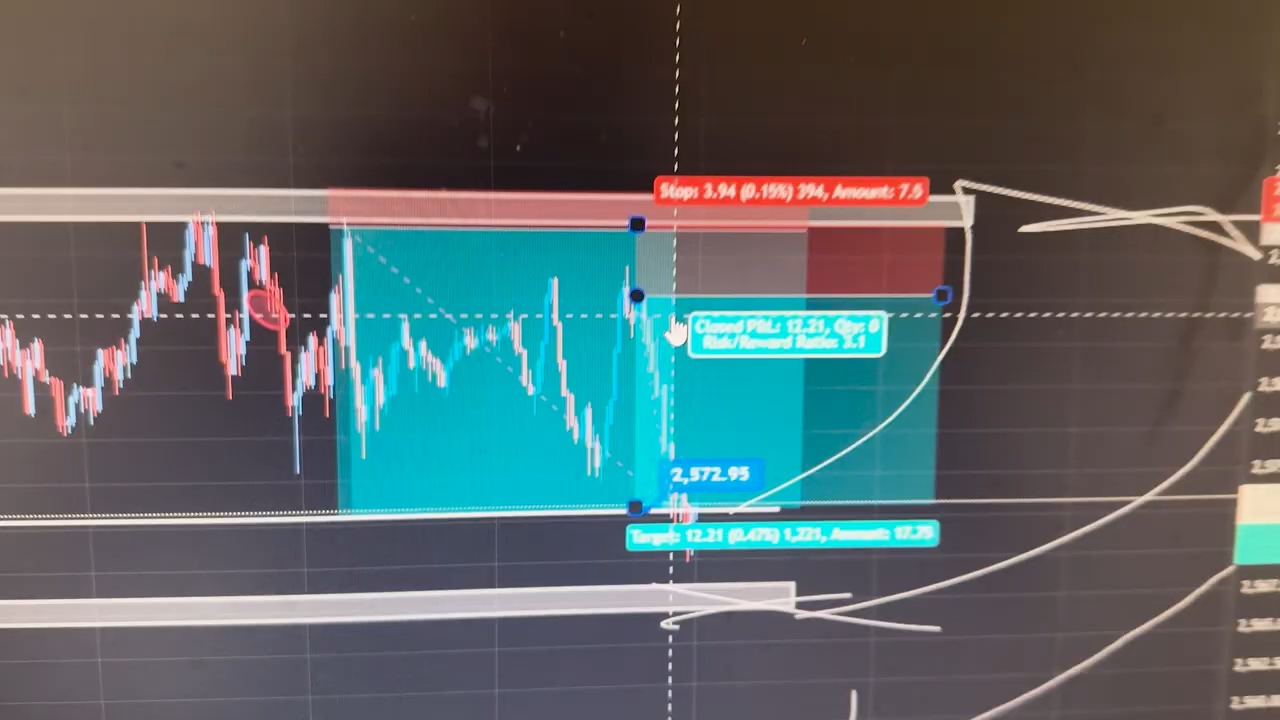 Stop: 3.94 (0.15%) 394, Amount: 7.5
Closed P&L: 12.21, Qty: 0
Risk/Reward Ratio: 3.1
2,572.95
Target: 12.21 (0.47%) 1,221, Amount: 17.75